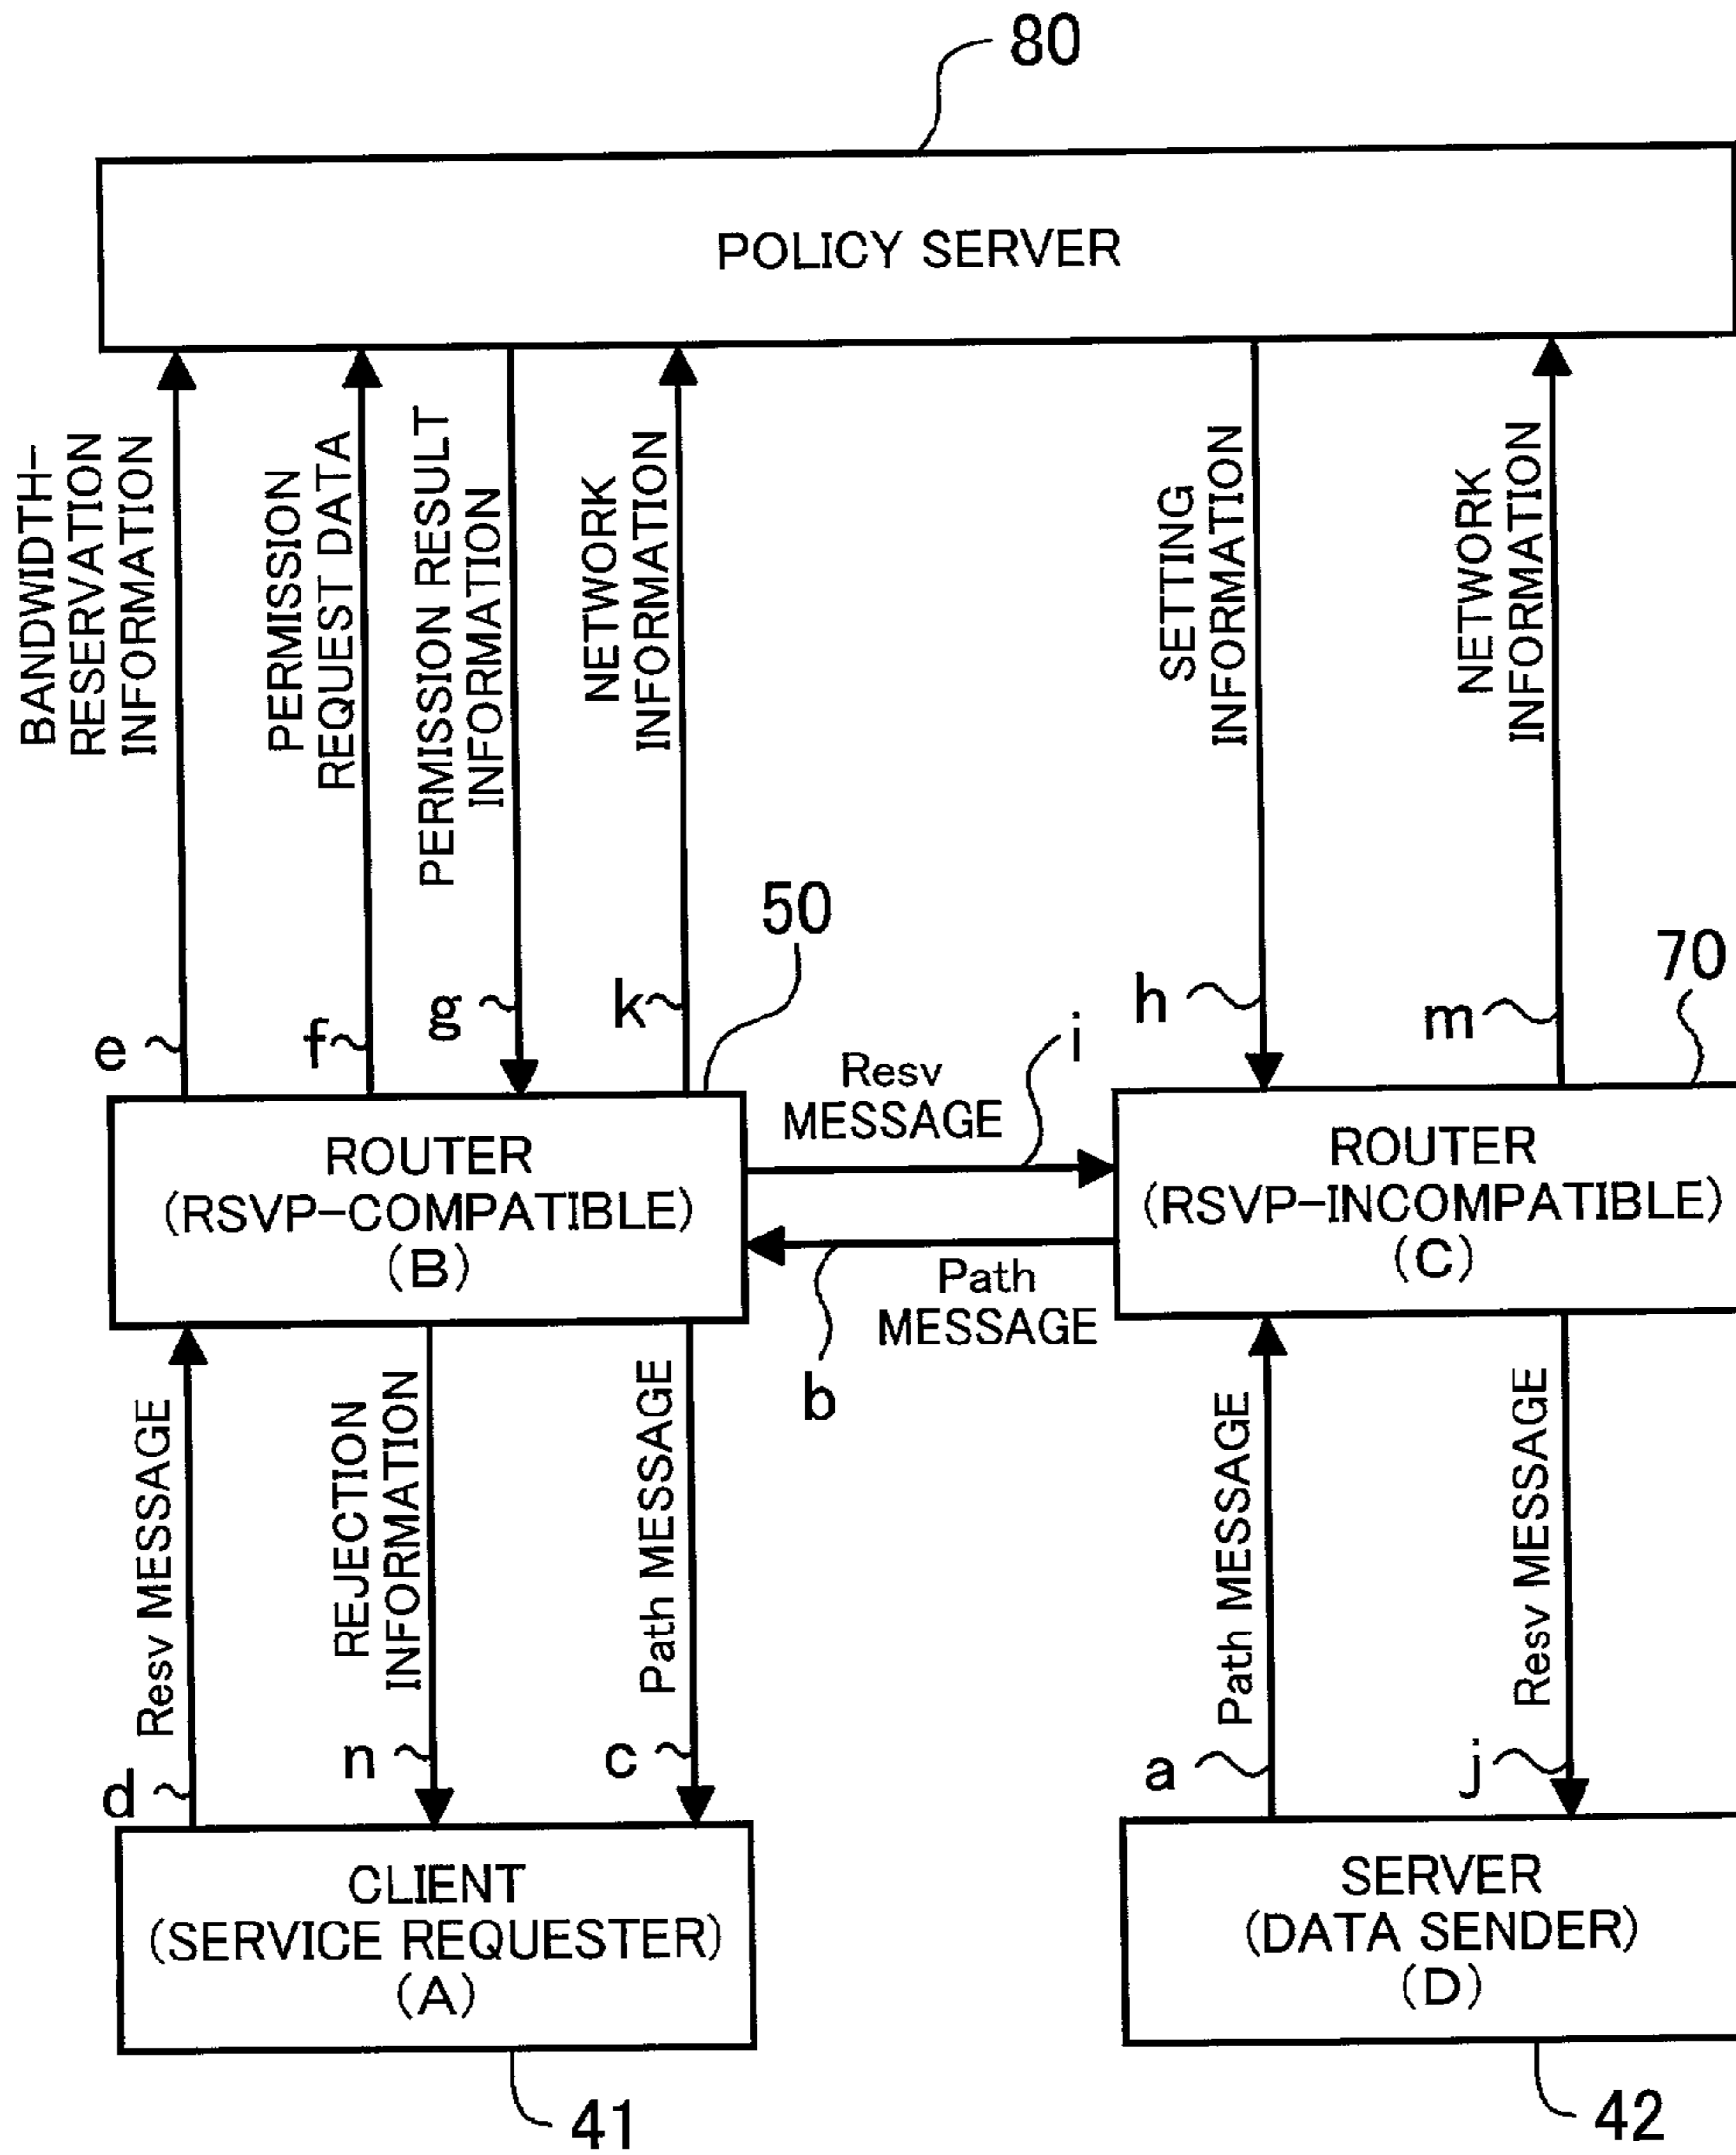 80
POLICY SERVER
BANDWIDTH-
RESERVATION
INFORMATION
PERMISSION
REQUEST DATA
PERMISSION RESULT
INFORMATION
NETWORK
INFORMATION
SETTING
INFORMATION
NETWORK
INFORMATION
50
70
e
f
g
k
i
h
m
Resv
MESSAGE
ROUTER
(RSVP-COMPATIBLE)
(B)
ROUTER
(RSVP-INCOMPATIBLE)
(C)
Path
MESSAGE
b
Resv MESSAGE
REJECTION
INFORMATION
Path MESSAGE
Path MESSAGE
Resv MESSAGE
d
n
c
a
j
CLIENT
(SERVICE REQUESTER)
(A)
SERVER
(DATA SENDER)
(D)
41
42